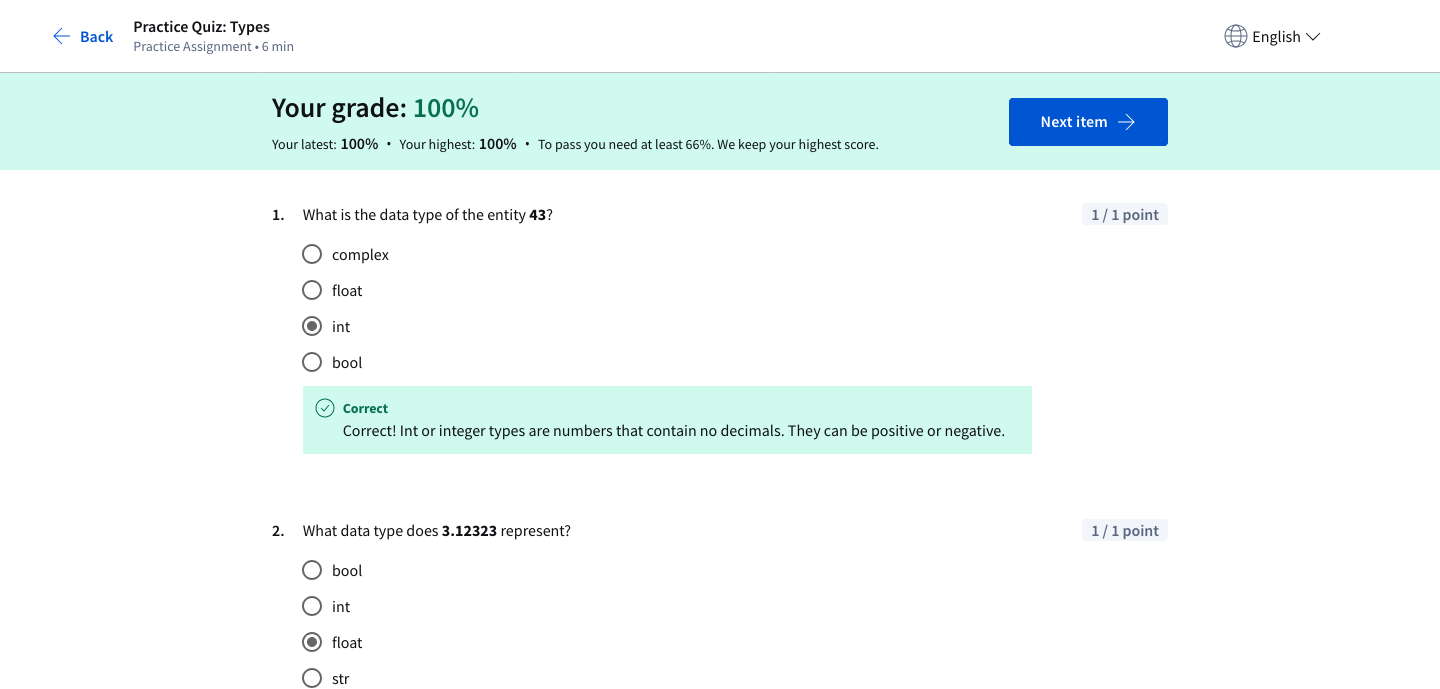 Back
Practice Quiz: Types
Practice Assignment • 6 min
English
Your grade: 100%
Your latest: 100% • Your highest: 100% • To pass you need at least 66%. We keep your highest score.
Next item
1. What is the data type of the entity 43?
1 / 1 point
complex
float
int
bool
Correct
Correct! Int or integer types are numbers that contain no decimals. They can be positive or negative.
2. What data type does 3.12323 represent?
1 / 1 point
bool
int
float
str